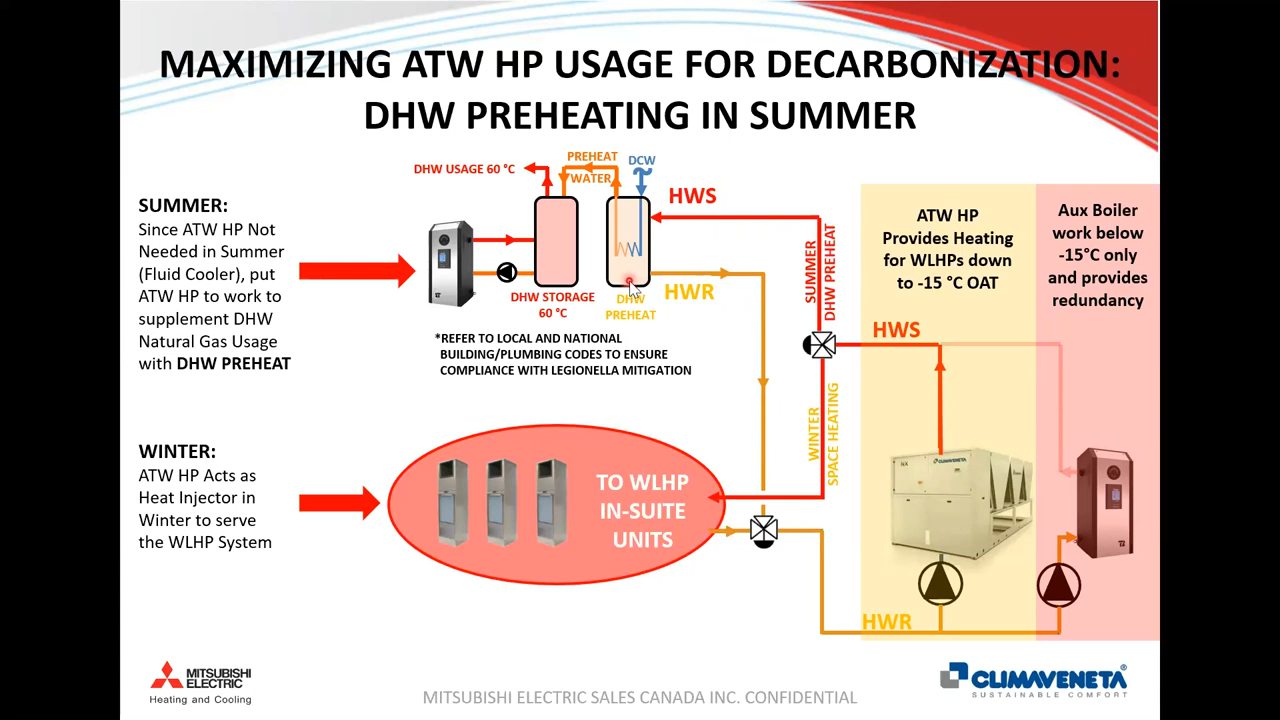 MAXIMIZING ATW HP USAGE FOR DECARBONIZATION:
DHW PREHEATING IN SUMMER
SUMMER:
Since ATW HP Not
Needed in Summer
(Fluid Cooler), put
ATW HP to work to
supplement DHW
Natural Gas Usage
with DHW PREHEAT
WINTER:
ATW HP Acts as
Heat Injector in
Winter to serve
the WLHP System
DHW USAGE 60 °C
PREHEAT
WATER
DCW
HWS
DHW STORAGE
60 °C
DHW
PREHEAT
HWR
*REFER TO LOCAL AND NATIONAL
BUILDING/PLUMBING CODES TO ENSURE
COMPLIANCE WITH LEGIONELLA MITIGATION
SUMMER
DHW PREHEAT
WINTER
SPACE HEATING
TO WLHP
IN-SUITE
UNITS
ATW HP
Provides Heating
for WLHPs down
to -15 °C OAT
Aux Boiler
work below
-15°C only
and provides
redundancy
HWS
CLIMAVENETA
HWR
MITSUBISHI
ELECTRIC
Heating and Cooling
MITSUBISHI ELECTRIC SALES CANADA INC. CONFIDENTIAL
CLIMAVENETA
SUSTAINABLE COMFORT